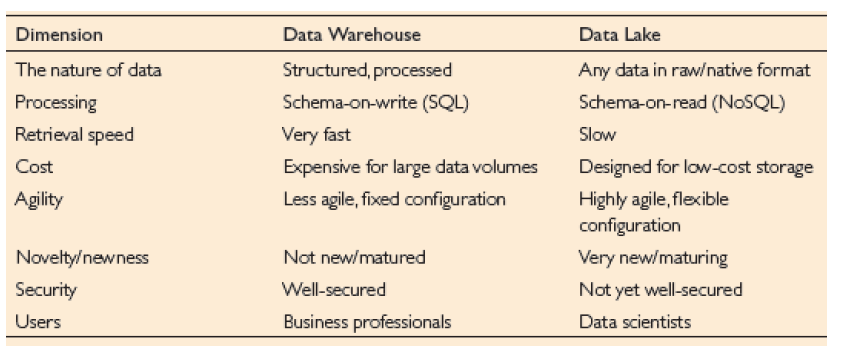 Dimension Data Warehouse Data Lake
The nature of data Structured, processed Any data in raw/native format
Processing Schema-on-write (SQL) Schema-on-read (NoSQL)
Retrieval speed Very fast Slow
Cost Expensive for large data volumes Designed for low-cost storage
Agility Less agile, fixed configuration Highly agile, flexible
configuration
Novelty/newness Not new/matured Very new/maturing
Security Well-secured Not yet well-secured
Users Business professionals Data scientists